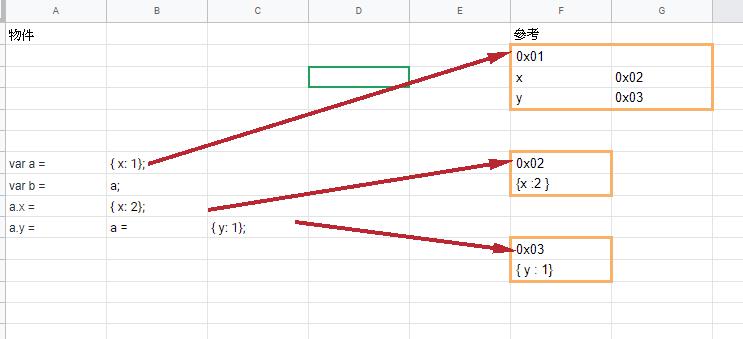 A B C D E F G
物件 參考
0x01
x 0x02
y 0x03
var a = { x: 1}; 0x02
var b = a; {x :2 }
a.x = { x: 2};
a.y = a = { y: 1};
0x03
{ y : 1}